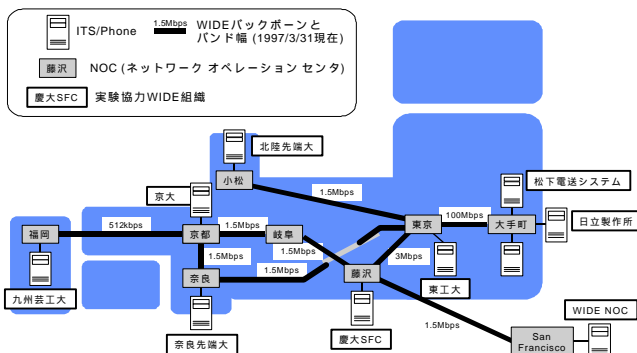 ITS/Phone
1.5Mbps
WIDEバックボーンと
バンド幅 (1997/3/31現在)
藤沢
NOC (ネットワーク オペレーション センタ)
慶大SFC
実験協力WIDE組織
北陸先端大
小松
京大
1.5Mbps
松下電送システム
福岡
512kbps
京都
1.5Mbps
岐阜
東京
100Mbps
大手町
日立製作所
1.5Mbps
1.5Mbps
1.5Mbps
3Mbps
奈良
藤沢
東工大
九州芸工大
奈良先端大
慶大SFC
1.5Mbps
San
Francisco
WIDE NOC